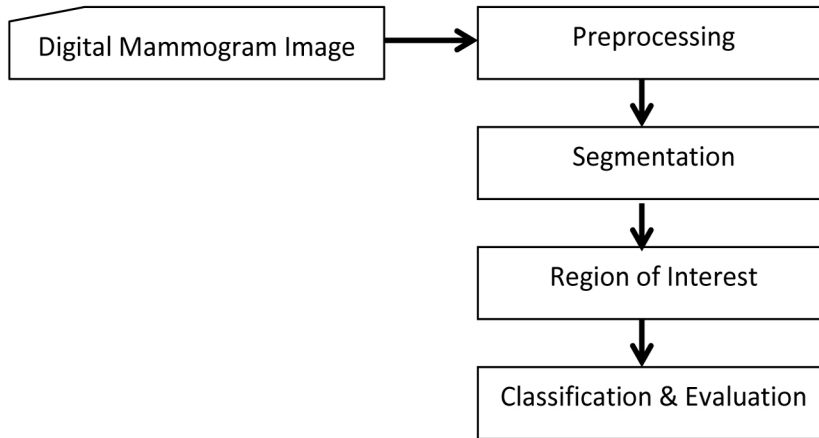 Digital Mammogram Image
Preprocessing
Segmentation
Region of Interest
Classification & Evaluation